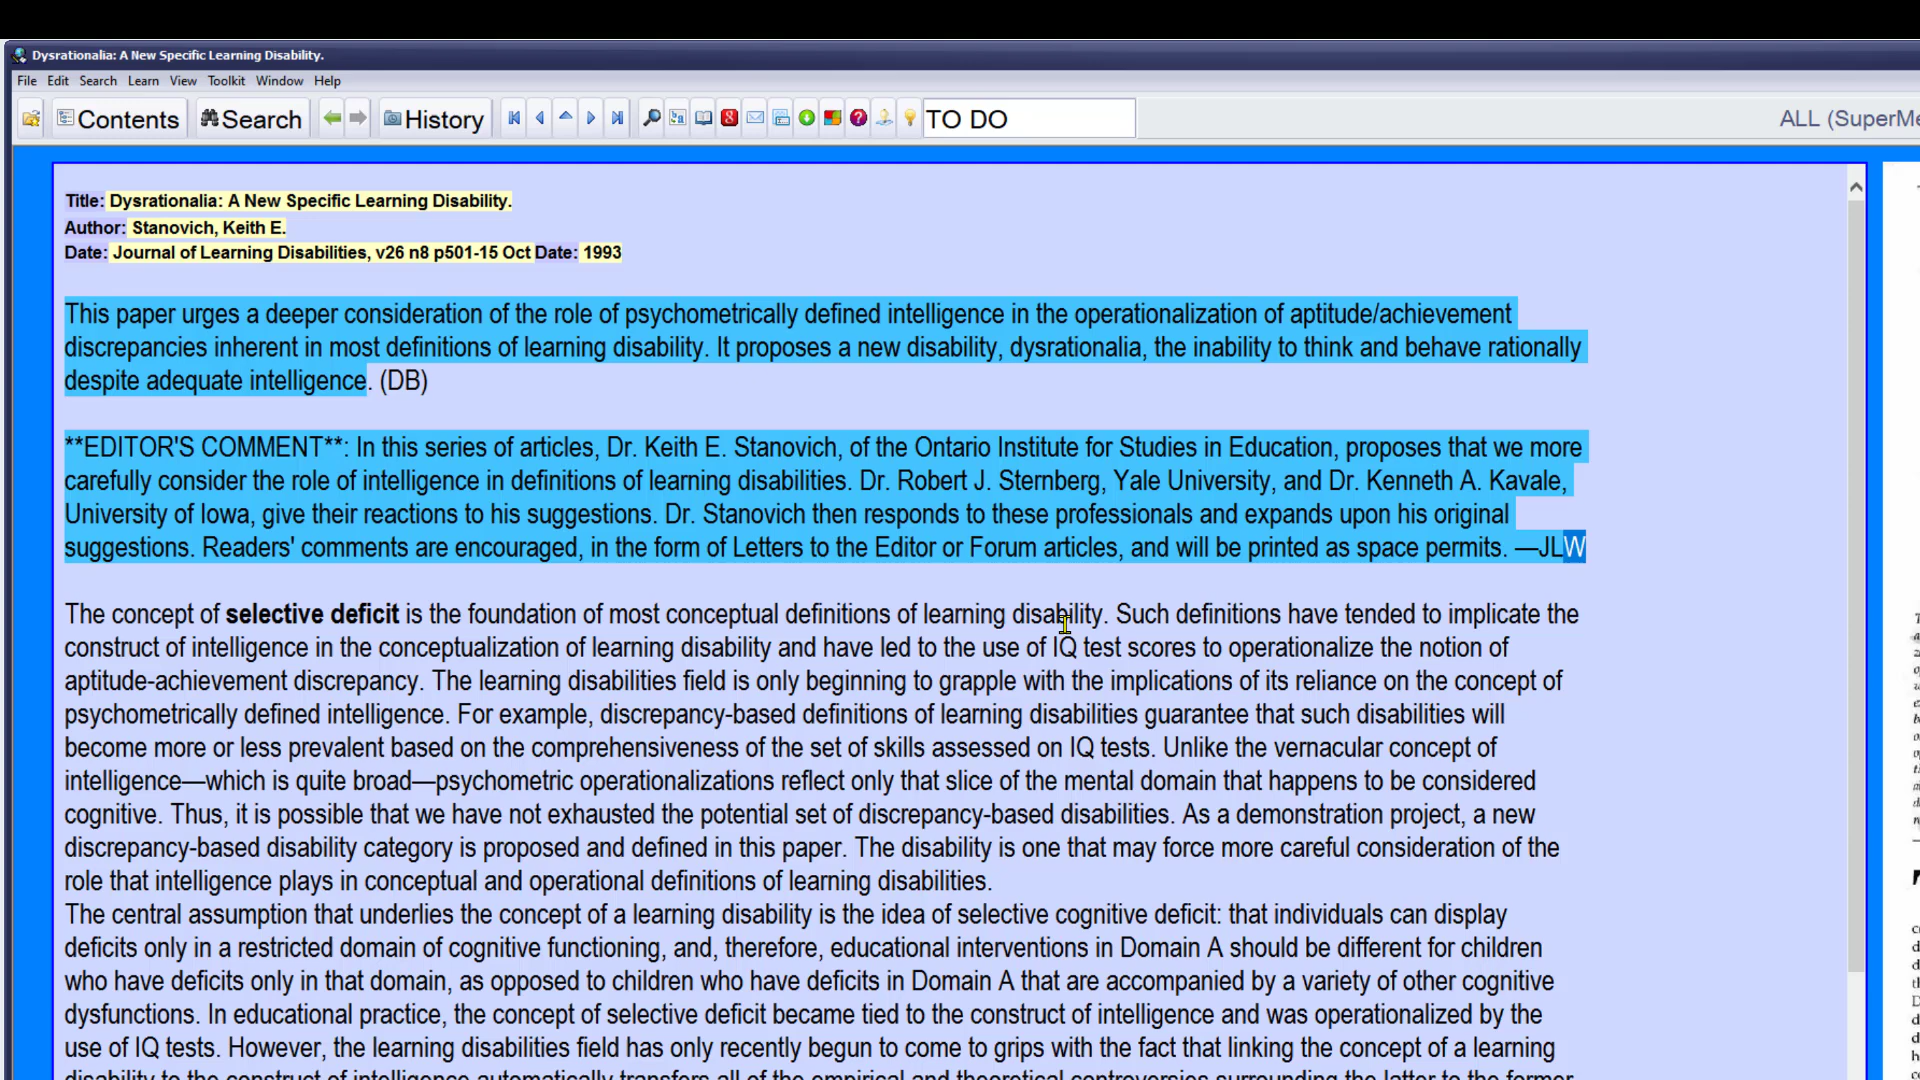 Dysrationalia: A New Specific Learning Disability.
File Edit Search Learn View Toolkit Window Help
Contents Search History TO DO ALL (SuperMe
Title: Dysrationalia: A New Specific Learning Disability.
Author: Stanovich, Keith E.
Date: Journal of Learning Disabilities, v26 n8 p501-15 Oct Date: 1993
This paper urges a deeper consideration of the role of psychometrically defined intelligence in the operationalization of aptitude/achievement
discrepancies inherent in most definitions of learning disability. It proposes a new disability, dysrationalia, the inability to think and behave rationally
despite adequate intelligence. (DB)
**EDITOR'S COMMENT**: In this series of articles, Dr. Keith E. Stanovich, of the Ontario Institute for Studies in Education, proposes that we more
carefully consider the role of intelligence in definitions of learning disabilities. Dr. Robert J. Sternberg, Yale University, and Dr. Kenneth A. Kavale,
University of Iowa, give their reactions to his suggestions. Dr. Stanovich then responds to these professionals and expands upon his original
suggestions. Readers' comments are encouraged, in the form of Letters to the Editor or Forum articles, and will be printed as space permits. —JLW
The concept of selective deficit is the foundation of most conceptual definitions of learning disability. Such definitions have tended to implicate the
construct of intelligence in the conceptualization of learning disability and have led to the use of IQ test scores to operationalize the notion of
aptitude-achievement discrepancy. The learning disabilities field is only beginning to grapple with the implications of its reliance on the concept of
psychometrically defined intelligence. For example, discrepancy-based definitions of learning disabilities guarantee that such disabilities will
become more or less prevalent based on the comprehensiveness of the set of skills assessed on IQ tests. Unlike the vernacular concept of
intelligence—which is quite broad—psychometric operationalizations reflect only that slice of the mental domain that happens to be considered
cognitive. Thus, it is possible that we have not exhausted the potential set of discrepancy-based disabilities. As a demonstration project, a new
discrepancy-based disability category is proposed and defined in this paper. The disability is one that may force more careful consideration of the
role that intelligence plays in conceptual and operational definitions of learning disabilities.
The central assumption that underlies the concept of a learning disability is the idea of selective cognitive deficit: that individuals can display
deficits only in a restricted domain of cognitive functioning, and, therefore, educational interventions in Domain A should be different for children
who have deficits only in that domain, as opposed to children who have deficits in Domain A that are accompanied by a variety of other cognitive
dysfunctions. In educational practice, the concept of selective deficit became tied to the construct of intelligence and was operationalized by the
use of IQ tests. However, the learning disabilities field has only recently begun to come to grips with the fact that linking the concept of a learning
disability to the construct of intelligence automatically transfers all of the empirical and theoretical controversies surrounding the latter to the former